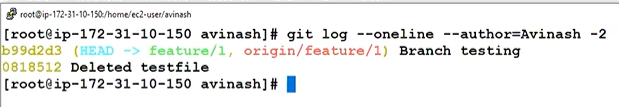 root@ip-172-31-10-150:/home/ec2-user/avinash
[root@ip-172-31-10-150 avinash]# git log --oneline --author=Avinash -2
b99d2d3 (HEAD -> feature/1, origin/feature/1) Branch testing
0818512 Deleted testfile
[root@ip-172-31-10-150 avinash]#